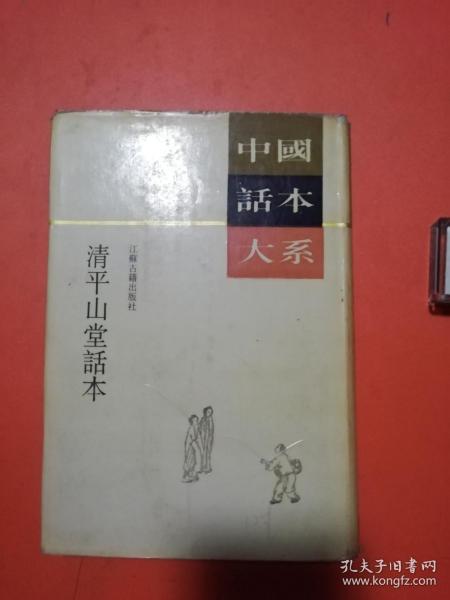 中國
話本
大系
江蘇古籍出版社
清平山堂話本
孔夫子旧书网
www.kongfz.com